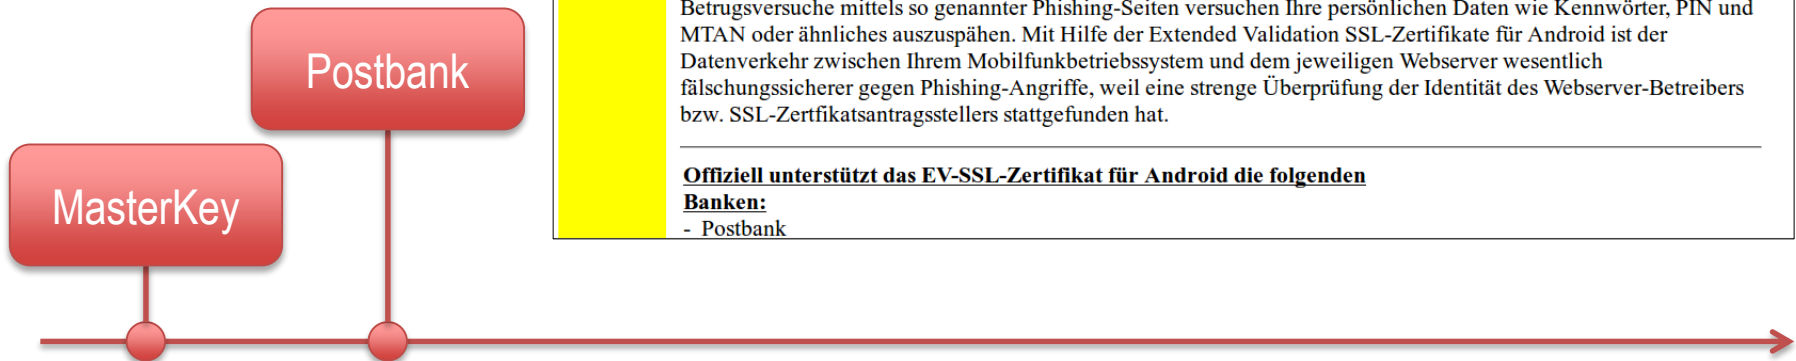 Postbank
MasterKey
Betrugsversuche mittels so genannter Phishing-Seiten versuchen Ihre persönlichen Daten wie Kennwörter, PIN und
MTAN oder ähnliches auszuspähen. Mit Hilfe der Extended Validation SSL-Zertifikate für Android ist der
Datenverkehr zwischen Ihrem Mobilfunkbetriebssystem und dem jeweiligen Webserver wesentlich
fälschungssicherer gegen Phishing-Angriffe, weil eine strenge Überprüfung der Identität des Webserver-Betreibers
bzw. SSL-Zertfikatsantragsstellers stattgefunden hat.
Offiziell unterstützt das EV-SSL-Zertifikat für Android die folgenden
Banken:
- Postbank